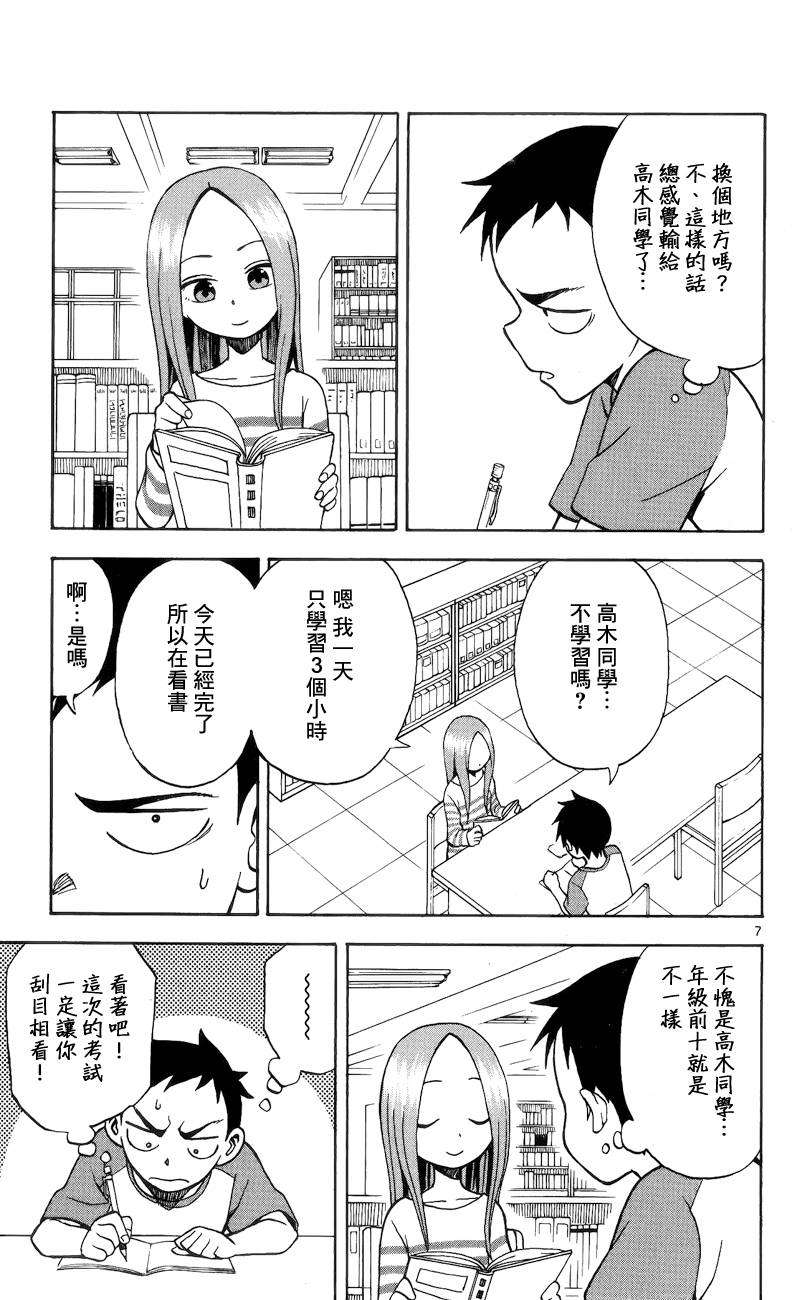 換個地方嗎？
不、這樣的話
總感覺輸給
高木同學了…
高木同學…
不學習嗎？
嗯我一天
只學習3個小時
今天已經完了
所以在看書
啊…是嗎
7
不愧是高木同學…
年級前十就是
不一樣
看著吧！
這次的考試
一定讓你
刮目相看！